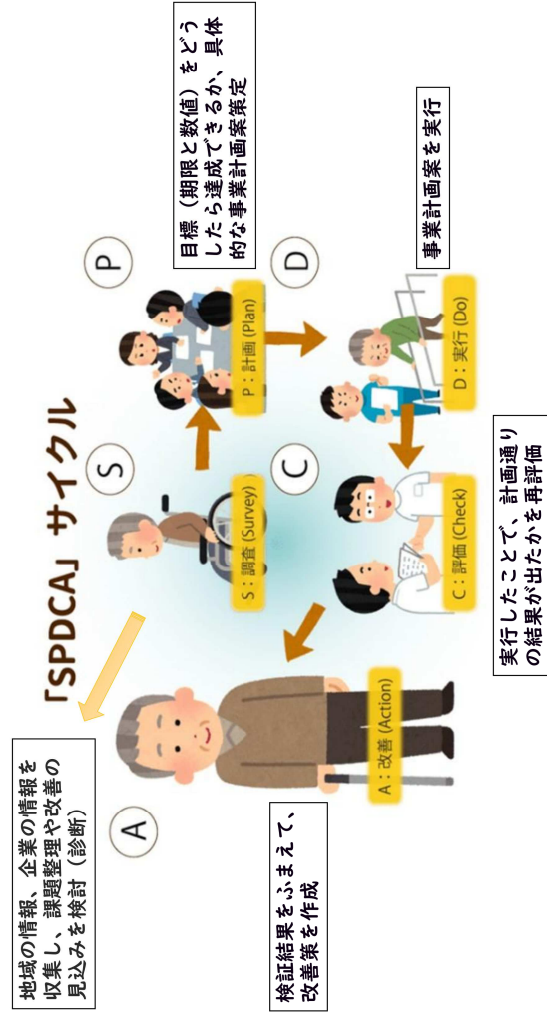 「SPDCA」サイクル
地域の情報、企業の情報を
収集し、課題整理や改善の
見込みを検討（診断）
S
S：調査 (Survey)
P
P：計画 (Plan)
目標（期限と数値）をどう
したら達成できるか、具体
的な事業計画案策定
D
D：実行 (Do)
事業計画案を実行
C
C：評価 (Check)
実行したことで、計画通り
の結果が出たかを再評価
A
A：改善 (Action)
検証結果をふまえて、
改善策を作成